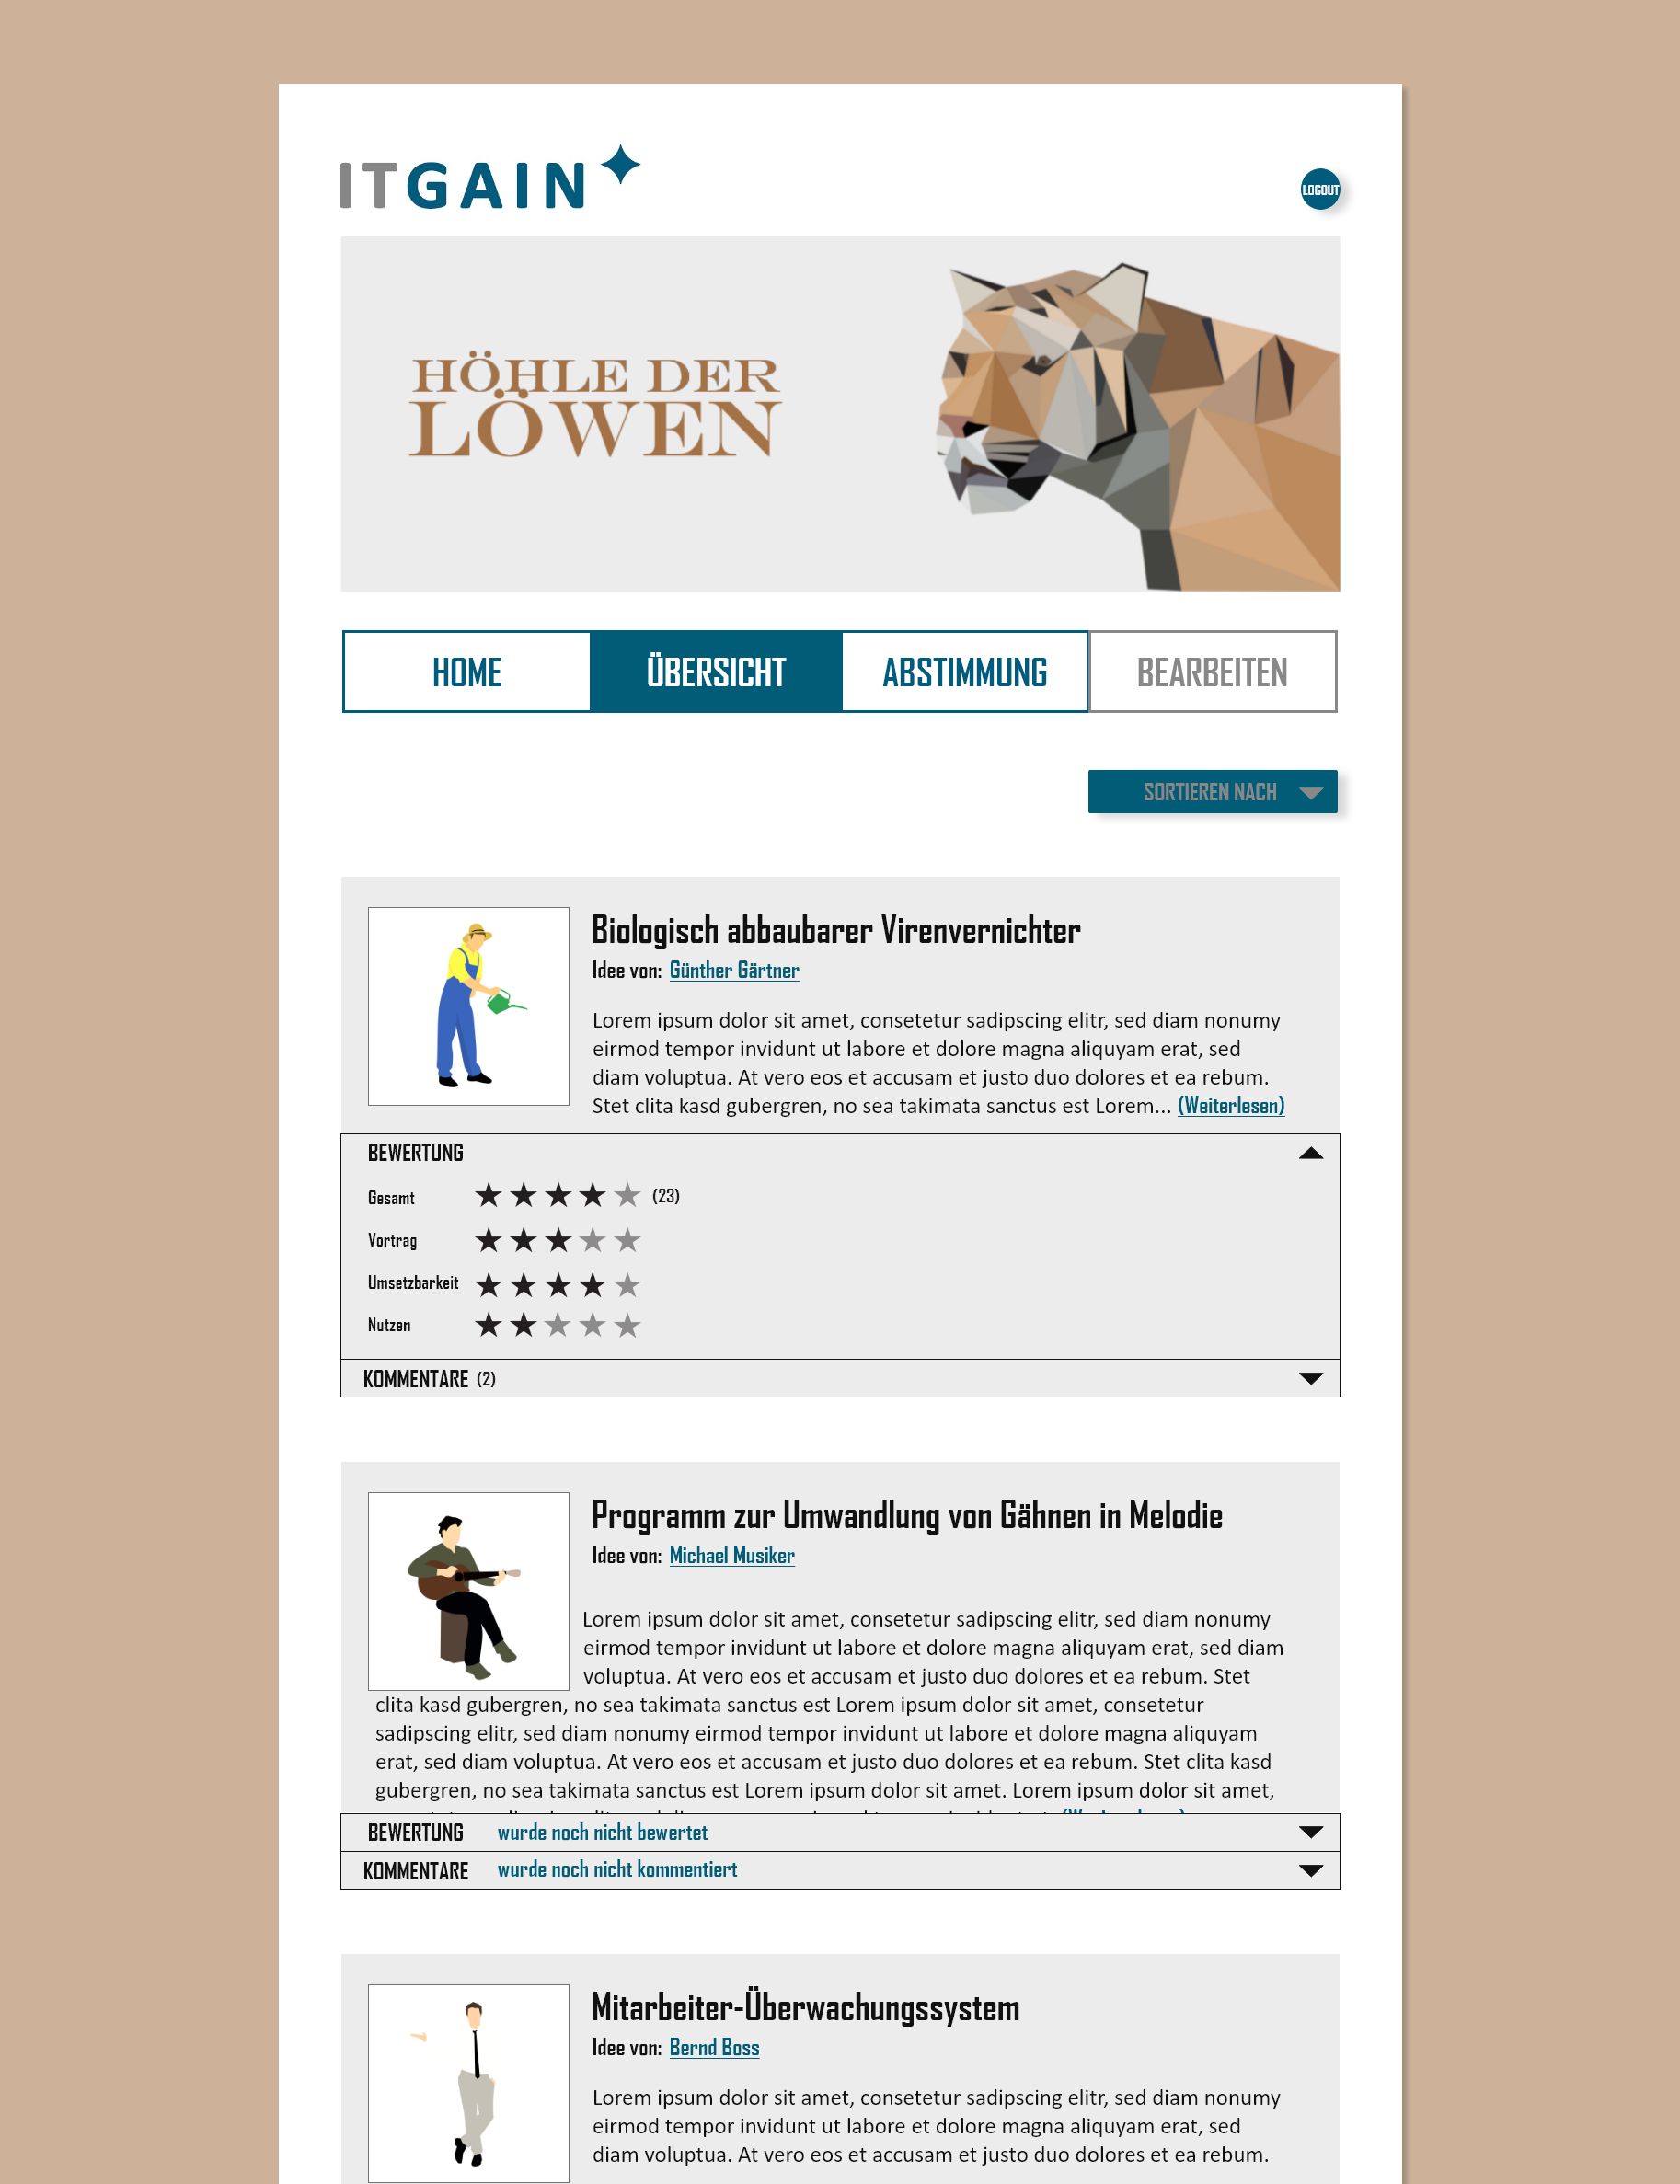 ITGAIN
LOGOUT
HÖHLE DER
LÖWEN
HOME ÜBERSICHT ABSTIMMUNG BEARBEITEN
SORTIEREN NACH
Biologisch abbaubarer Virenvernichter
Idee von: Günther Gärtner
Lorem ipsum dolor sit amet, consetetur sadipscing elitr, sed diam nonumy
eirmod tempor invidunt ut labore et dolore magna aliquyam erat, sed
diam voluptua. At vero eos et accusam et justo duo dolores et ea rebum.
Stet clita kasd gubergren, no sea takimata sanctus est Lorem... (Weiterlesen)
BEWERTUNG
Gesamt ★★★★★ (23)
Vortrag ★★★★★
Umsetzbarkeit ★★★★★
Nutzen ★★★★★
KOMMENTARE (2)
Programm zur Umwandlung von Gähnen in Melodie
Idee von: Michael Musiker
Lorem ipsum dolor sit amet, consetetur sadipscing elitr, sed diam nonumy
eirmod tempor invidunt ut labore et dolore magna aliquyam erat, sed diam
voluptua. At vero eos et accusam et justo duo dolores et ea rebum. Stet
clita kasd gubergren, no sea takimata sanctus est Lorem ipsum dolor sit amet, consetetur
sadipscing elitr, sed diam nonumy eirmod tempor invidunt ut labore et dolore magna aliquyam
erat, sed diam voluptua. At vero eos et accusam et justo duo dolores et ea rebum. Stet clita kasd
gubergren, no sea takimata sanctus est Lorem ipsum dolor sit amet. Lorem ipsum dolor sit amet,
BEWERTUNG wurde noch nicht bewertet
KOMMENTARE wurde noch nicht kommentiert
Mitarbeiter-Überwachungssystem
Idee von: Bernd Boss
Lorem ipsum dolor sit amet, consetetur sadipscing elitr, sed diam nonumy
eirmod tempor invidunt ut labore et dolore magna aliquyam erat, sed
diam voluptua. At vero eos et accusam et justo duo dolores et ea rebum.